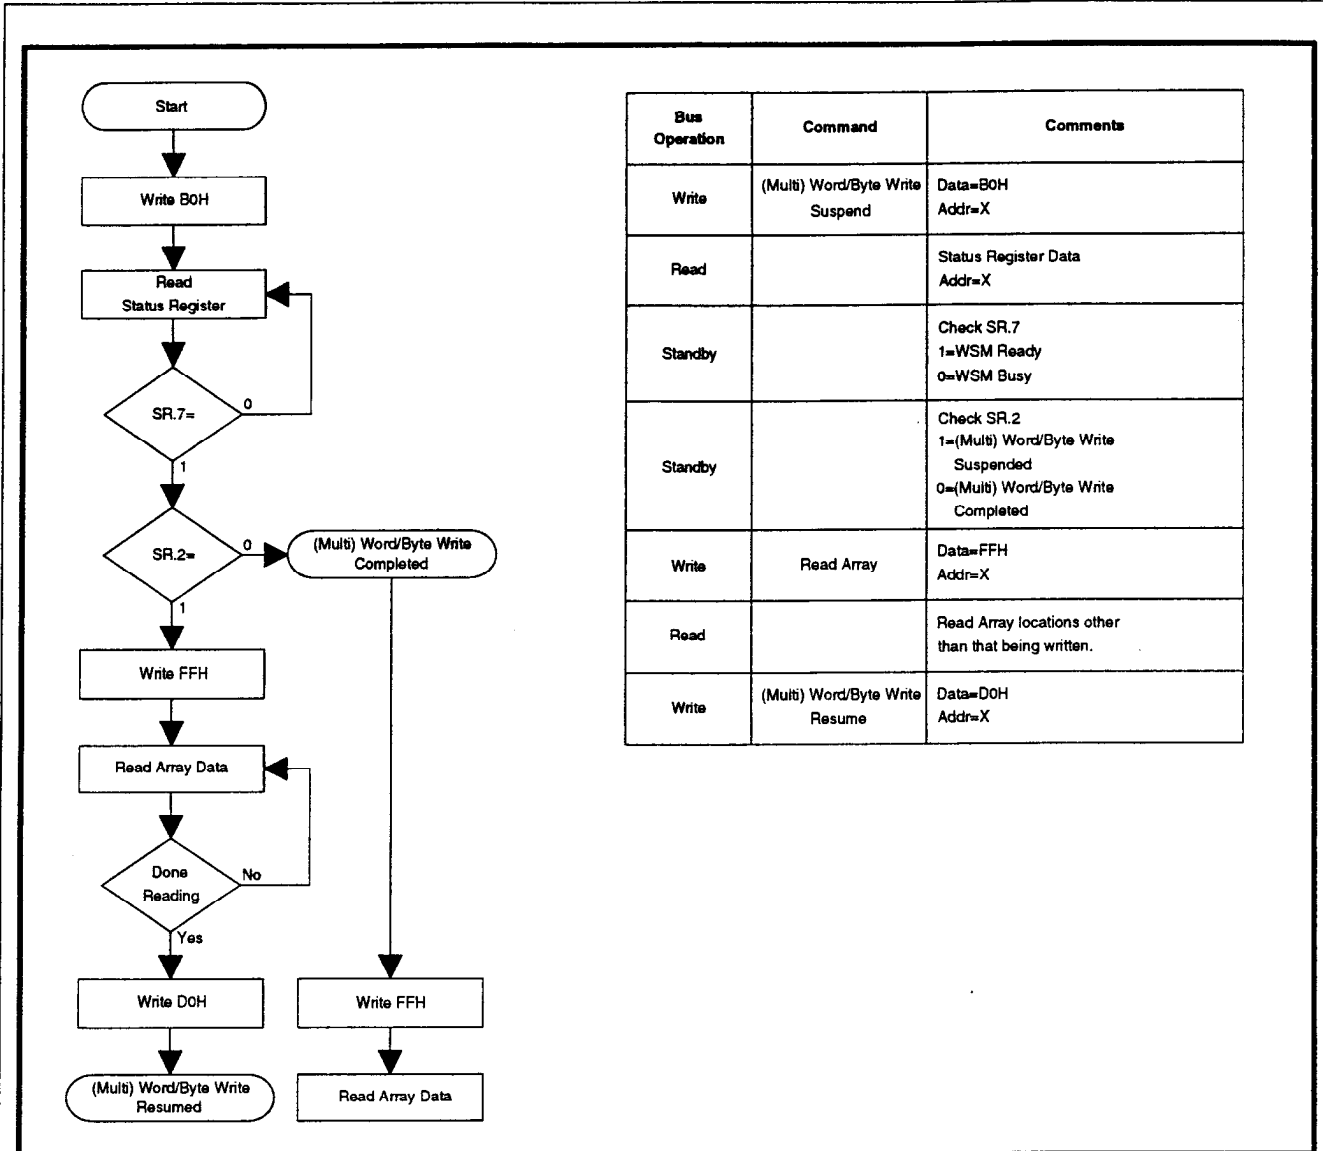 Start
Write B0H
Read
Status Register
SR.7=
0
1
SR.2=
0
(Multi) Word/Byte Write
Completed
1
Write FFH
Read Array Data
Done
Reading
No
Yes
Write D0H
Write FFH
(Multi) Word/Byte Write
Resumed
Read Array Data
Bus
Operation
Command
Comments
Write
(Multi) Word/Byte Write
Suspend
Data=B0H
Addr=X
Read
Status Register Data
Addr=X
Standby
Check SR.7
1=WSM Ready
0=WSM Busy
Standby
Check SR.2
1=(Multi) Word/Byte Write
Suspended
0=(Multi) Word/Byte Write
Completed
Write
Read Array
Data=FFH
Addr=X
Read
Read Array locations other
than that being written.
Write
(Multi) Word/Byte Write
Resume
Data=D0H
Addr=X